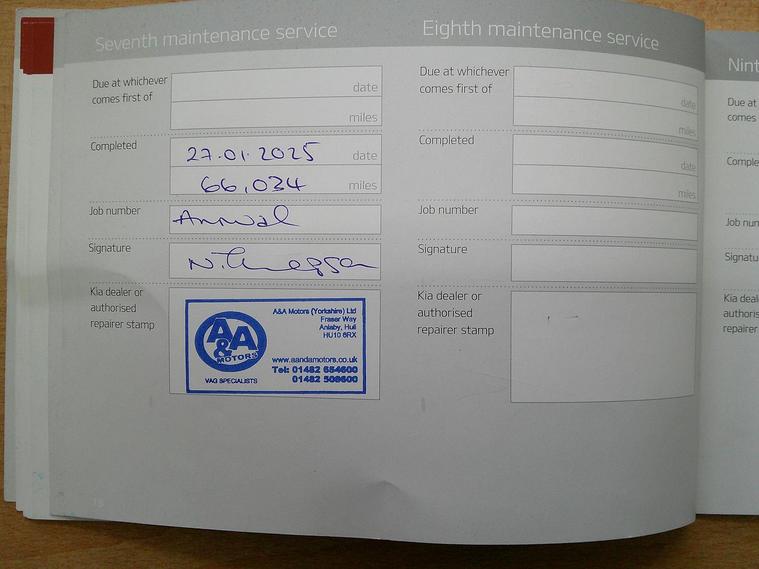 Seventh maintenance service
Due at whichever
comes first of
date
miles
Completed
27.01.2025 date
66,034 miles
Job number
Annual
Signature
Kia dealer or
authorised
repairer stamp
A&A Motors (Yorkshire) Ltd
Fraser Way
Anlaby, Hull
HU10 6RX
A&A
MOTORS
VAG SPECIALISTS
www.aandamotors.co.uk
Tel: 01482 654600
01482 509600
Eighth maintenance service
Due at whichever
comes first of
date
miles
Completed
date
miles
Job number
Signature
Kia dealer or
authorised
repairer stamp
Nint
Due at
comes
Comple
Job nun
Signatu
Kia deal
authoris
repairer